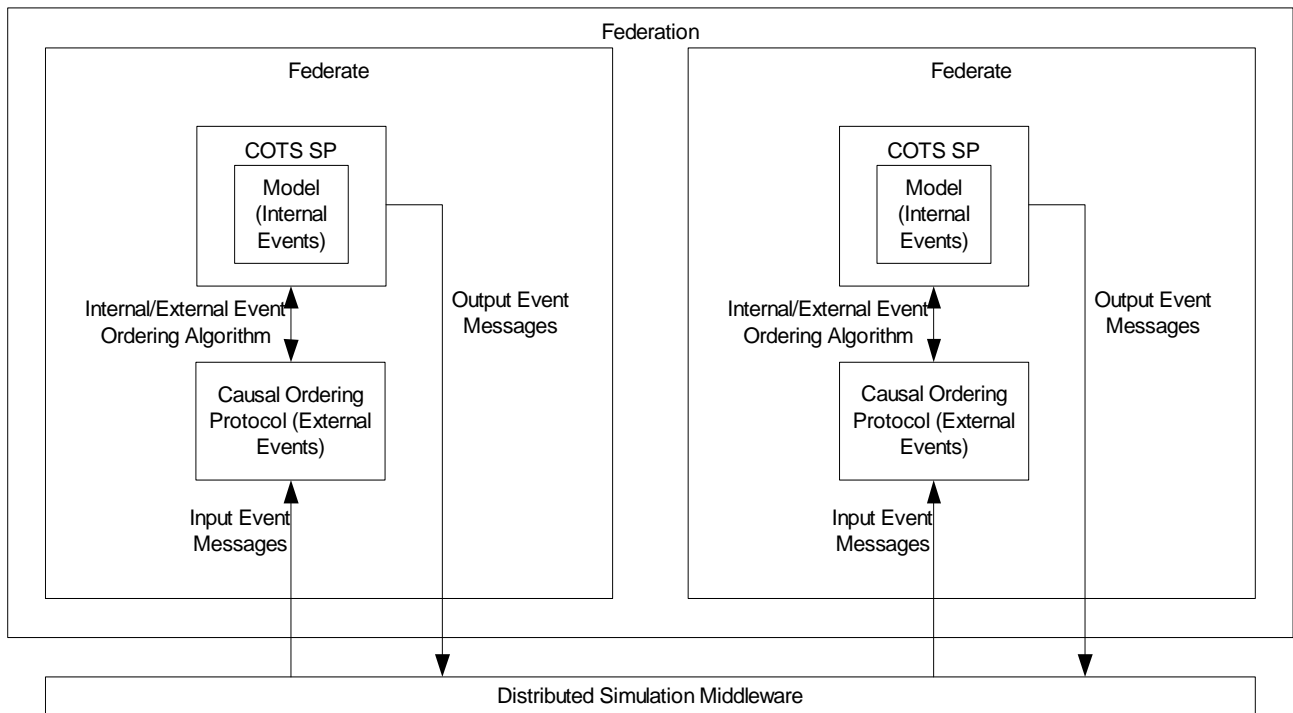 Federation
Federate
COTS SP
Model
(Internal
Events)
Internal/External Event
Ordering Algorithm
Output Event
Messages
Causal Ordering
Protocol (External
Events)
Input Event
Messages
Federate
COTS SP
Model
(Internal
Events)
Internal/External Event
Ordering Algorithm
Output Event
Messages
Causal Ordering
Protocol (External
Events)
Input Event
Messages
Distributed Simulation Middleware